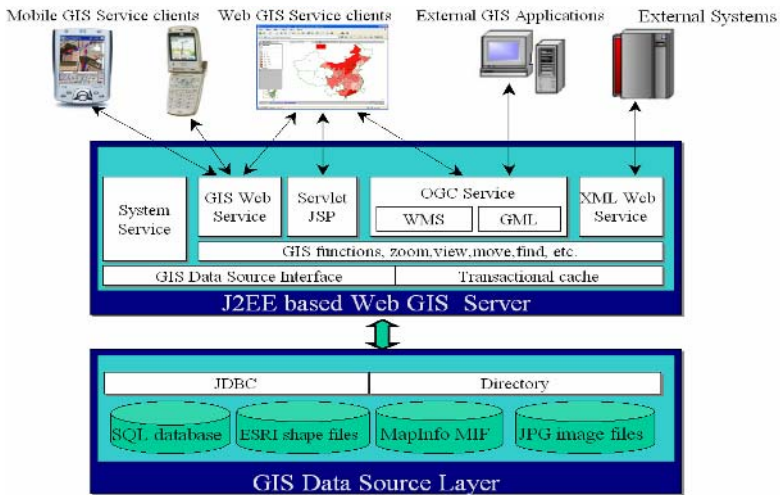 Mobile GIS Service clients
Web GIS Service clients
External GIS Applications
External Systems
System Service
GIS Web Service
Servlet JSP
OGC Service
WMS
GML
XML Web Service
GIS functions, zoom,view,move,find, etc.
GIS Data Source Interface
Transactional cache
J2EE based Web GIS Server
JDBC
Directory
SQL database
ESRI shape files
MapInfo MIF
JPG image files
GIS Data Source Layer